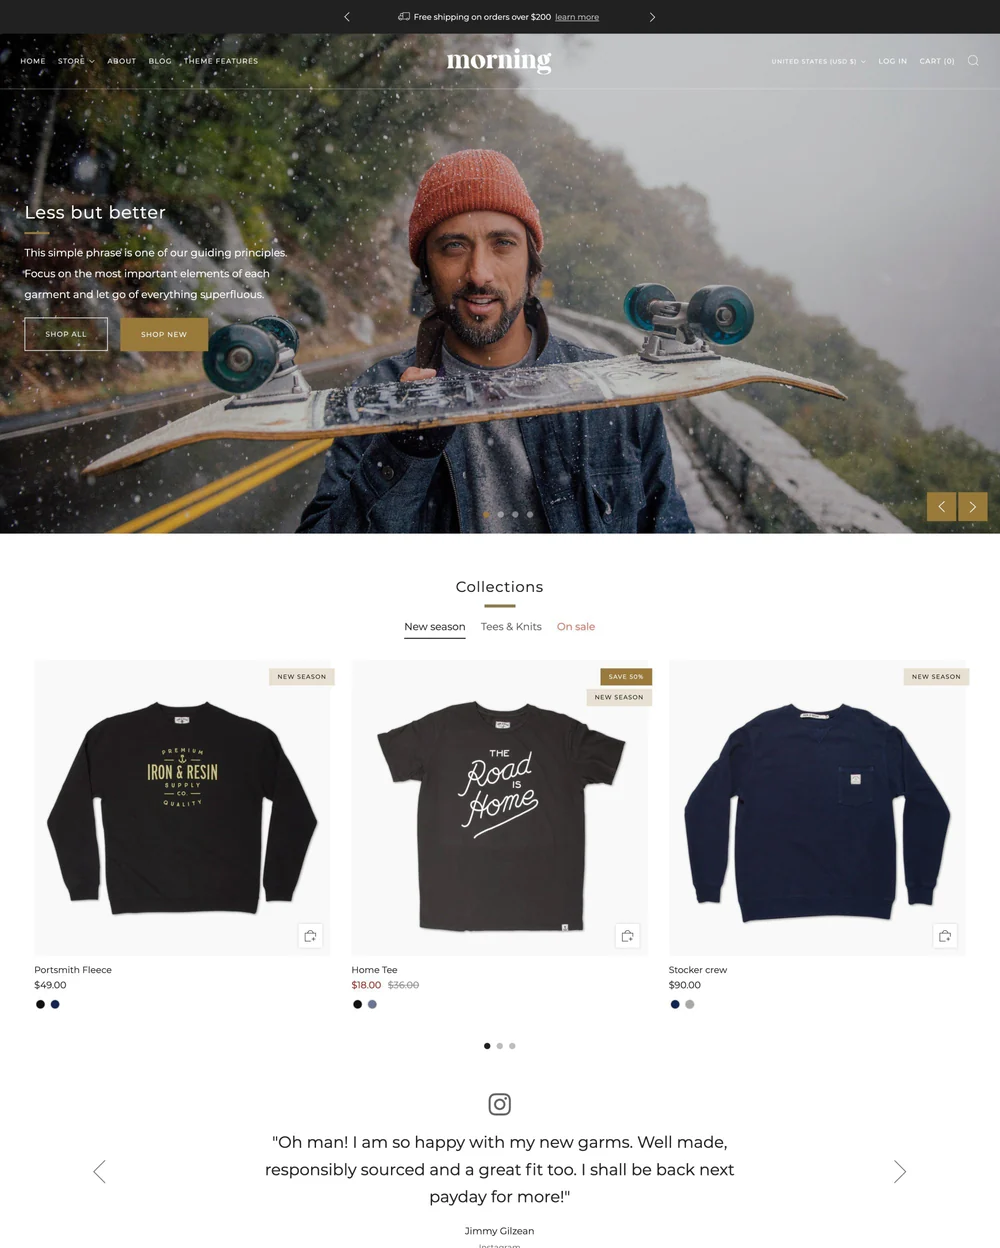 Free shipping on orders over $200 learn more
HOME STORE ABOUT BLOG THEME FEATURES
morning
UNITED STATES (USD $) LOG IN CART (0)
Less but better
This simple phrase is one of our guiding principles.
Focus on the most important elements of each
garment and let go of everything superfluous.
SHOP ALL SHOP NEW
Collections
New season Tees & Knits On sale
NEW SEASON
PREMIUM
IRON & RESIN
SUPPLY
CO.
QUALITY
Portsmith Fleece
$49.00
SAVE 50%
NEW SEASON
THE
Road
IS
Home
Home Tee
$18.00 $36.00
NEW SEASON
Stocker crew
$90.00
"Oh man! I am so happy with my new garms. Well made,
responsibly sourced and a great fit too. I shall be back next
payday for more!"
Jimmy Gilzean
Instagram